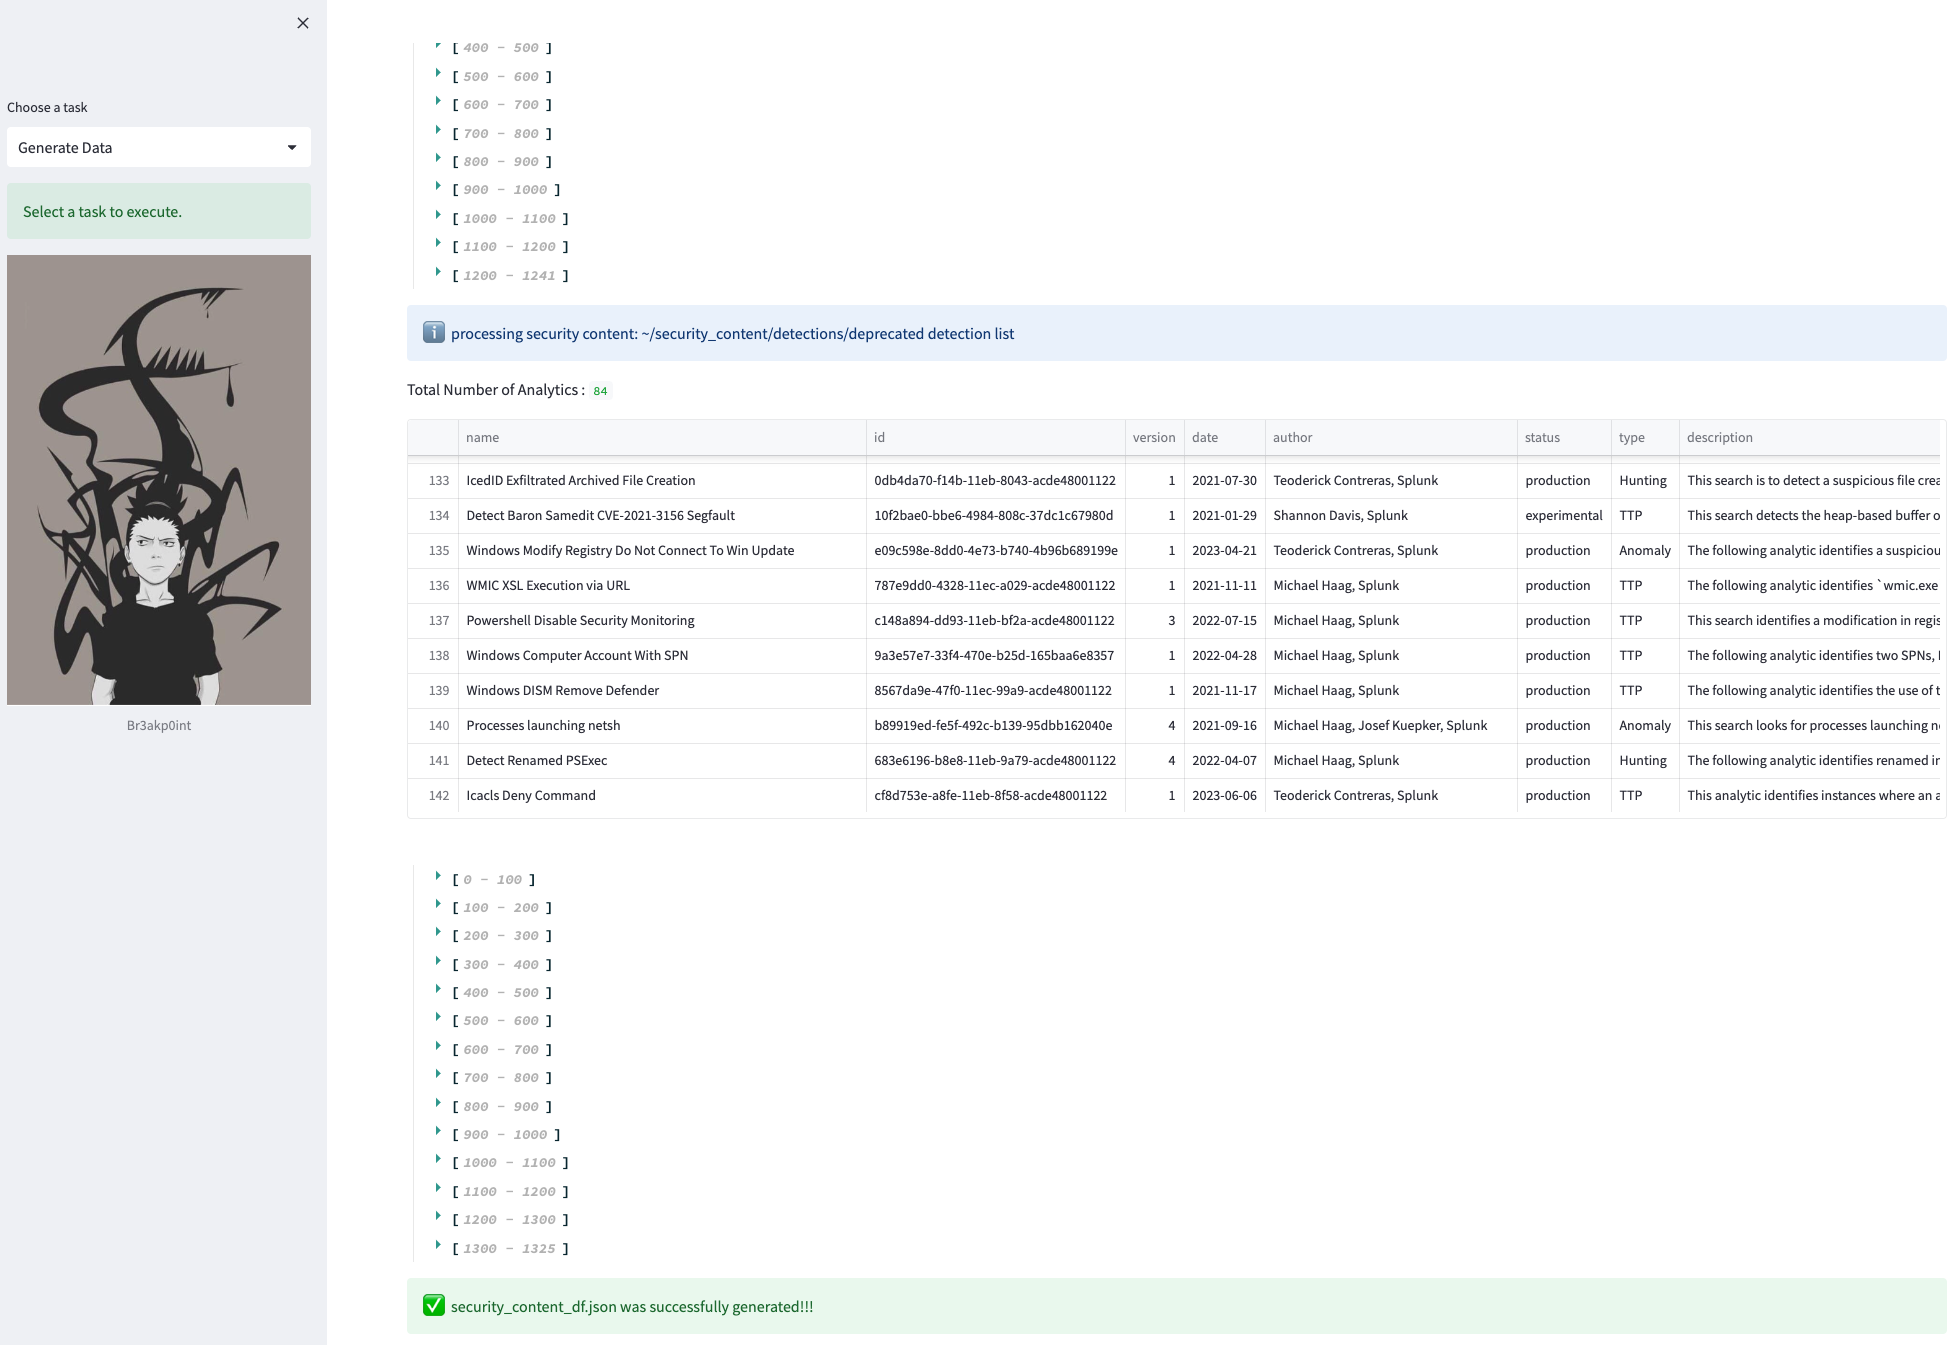 Choose a task
Generate Data
Select a task to execute.
Br3akp0int
[ 400 - 500 ]
[ 500 - 600 ]
[ 600 - 700 ]
[ 700 - 800 ]
[ 800 - 900 ]
[ 900 - 1000 ]
[ 1000 - 1100 ]
[ 1100 - 1200 ]
[ 1200 - 1241 ]
processing security content: ~/security_content/detections/deprecated detection list
Total Number of Analytics : 84
name id version date author status type description
133 IcedID Exfiltrated Archived File Creation 0db4da70-f14b-11eb-8043-acde48001122 1 2021-07-30 Teoderick Contreras, Splunk production Hunting This search is to detect a suspicious file crea
134 Detect Baron Samedit CVE-2021-3156 Segfault 10f2bae0-bbe6-4984-808c-37dc1c67980d 1 2021-01-29 Shannon Davis, Splunk experimental TTP This search detects the heap-based buffer o
135 Windows Modify Registry Do Not Connect To Win Update e09c598e-8dd0-4e73-b740-4b96b689199e 1 2023-04-21 Teoderick Contreras, Splunk production Anomaly The following analytic identifies a suspiciou
136 WMIC XSL Execution via URL 787e9dd0-4328-11ec-a029-acde48001122 1 2021-11-11 Michael Haag, Splunk production TTP The following analytic identifies `wmic.exe
137 Powershell Disable Security Monitoring c148a894-dd93-11eb-bf2a-acde48001122 3 2022-07-15 Michael Haag, Splunk production TTP This search identifies a modification in regis
138 Windows Computer Account With SPN 9a3e57e7-33f4-470e-b25d-165baa6e8357 1 2022-04-28 Michael Haag, Splunk production TTP The following analytic identifies two SPNs,
139 Windows DISM Remove Defender 8567da9e-47f0-11ec-99a9-acde48001122 1 2021-11-17 Michael Haag, Splunk production TTP The following analytic identifies the use of t
140 Processes launching netsh b89919ed-fe5f-492c-b139-95dbb162040e 4 2021-09-16 Michael Haag, Josef Kuepker, Splunk production Anomaly This search looks for processes launching n
141 Detect Renamed PSExec 683e6196-b8e8-11eb-9a79-acde48001122 4 2022-04-07 Michael Haag, Splunk production Hunting The following analytic identifies renamed in
142 Icacls Deny Command cf8d753e-a8fe-11eb-8f58-acde48001122 1 2023-06-06 Teoderick Contreras, Splunk production TTP This analytic identifies instances where an a
[ 0 - 100 ]
[ 100 - 200 ]
[ 200 - 300 ]
[ 300 - 400 ]
[ 400 - 500 ]
[ 500 - 600 ]
[ 600 - 700 ]
[ 700 - 800 ]
[ 800 - 900 ]
[ 900 - 1000 ]
[ 1000 - 1100 ]
[ 1100 - 1200 ]
[ 1200 - 1300 ]
[ 1300 - 1325 ]
security_content_df.json was successfully generated!!!